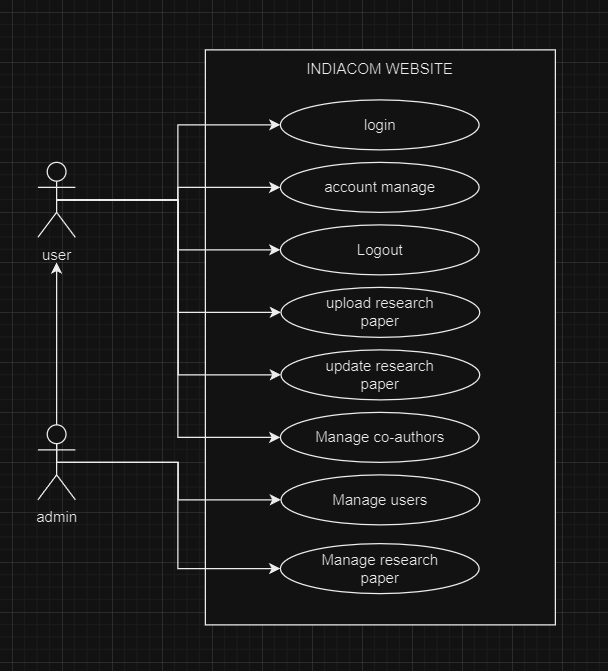 INDIACOM WEBSITE
login
account manage
user
Logout
upload research
paper
update research
paper
Manage co-authors
Manage users
admin
Manage research
paper